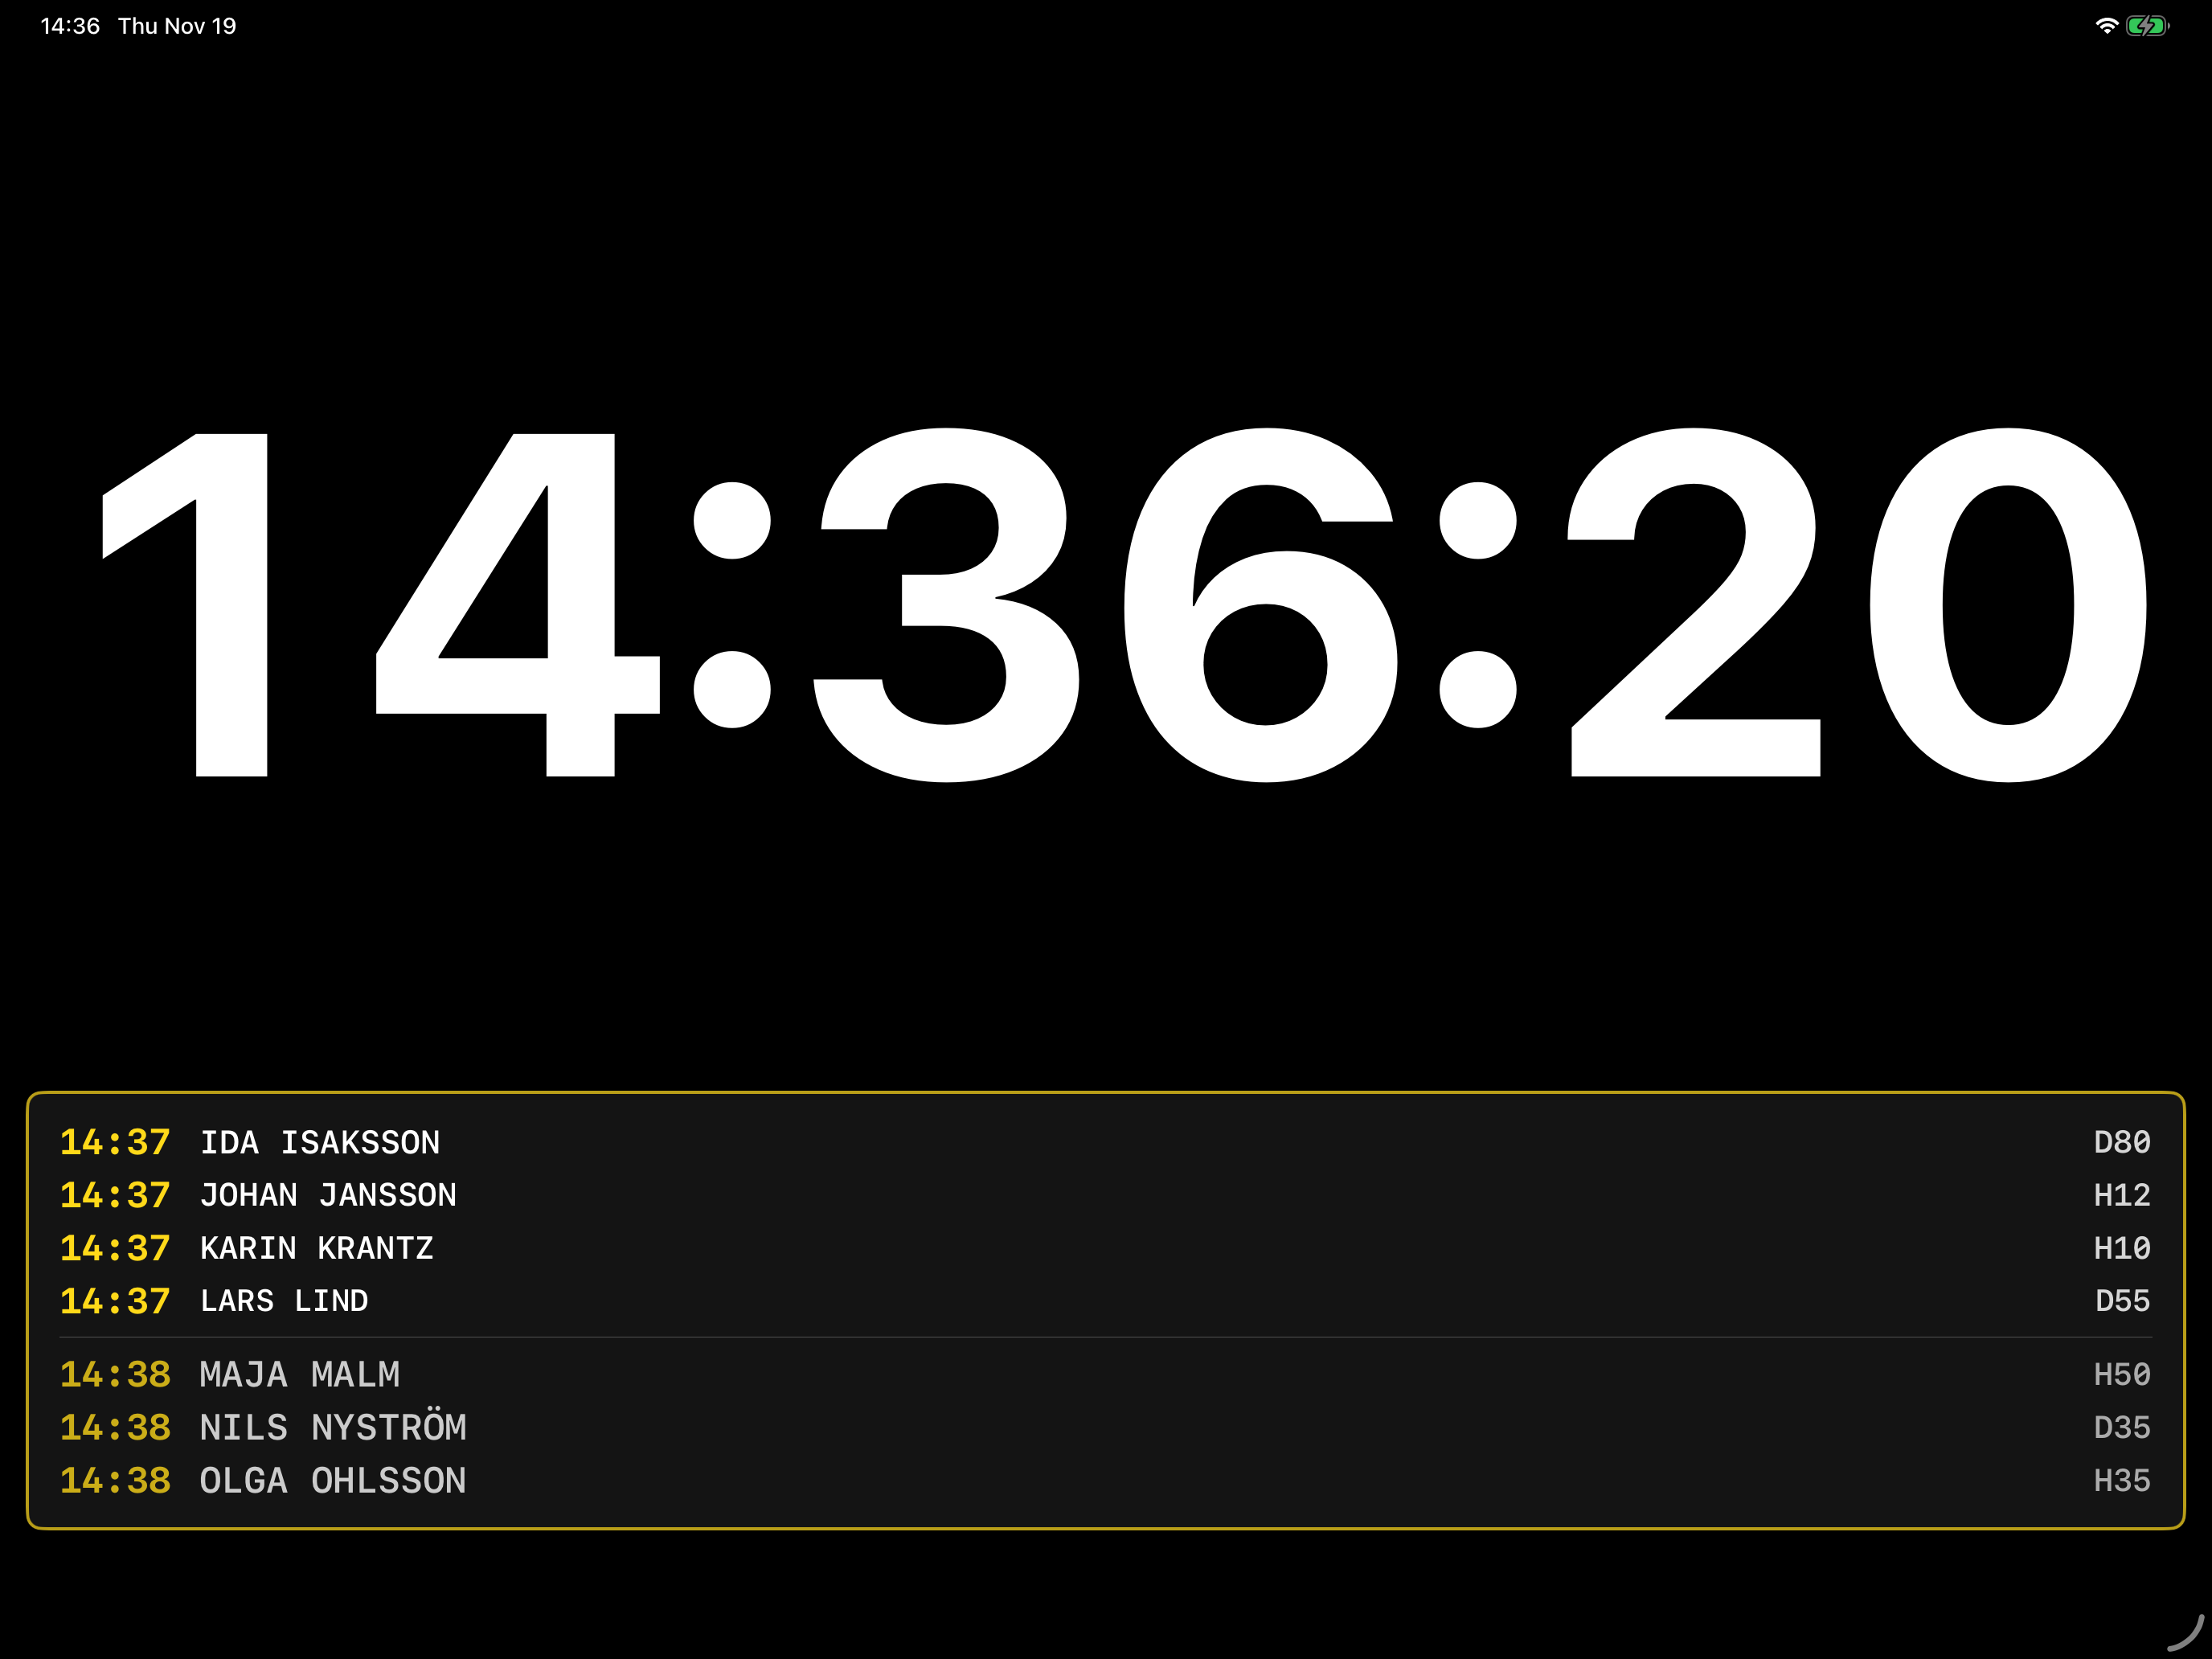 14:36 Thu Nov 19
14:36:20
14:37 IDA ISAKSSON D80
14:37 JOHAN JANSSON H12
14:37 KARIN KRANTZ H10
14:37 LARS LIND D55
14:38 MAJA MALM H50
14:38 NILS NYSTRÖM D35
14:38 OLGA OHLSSON H35